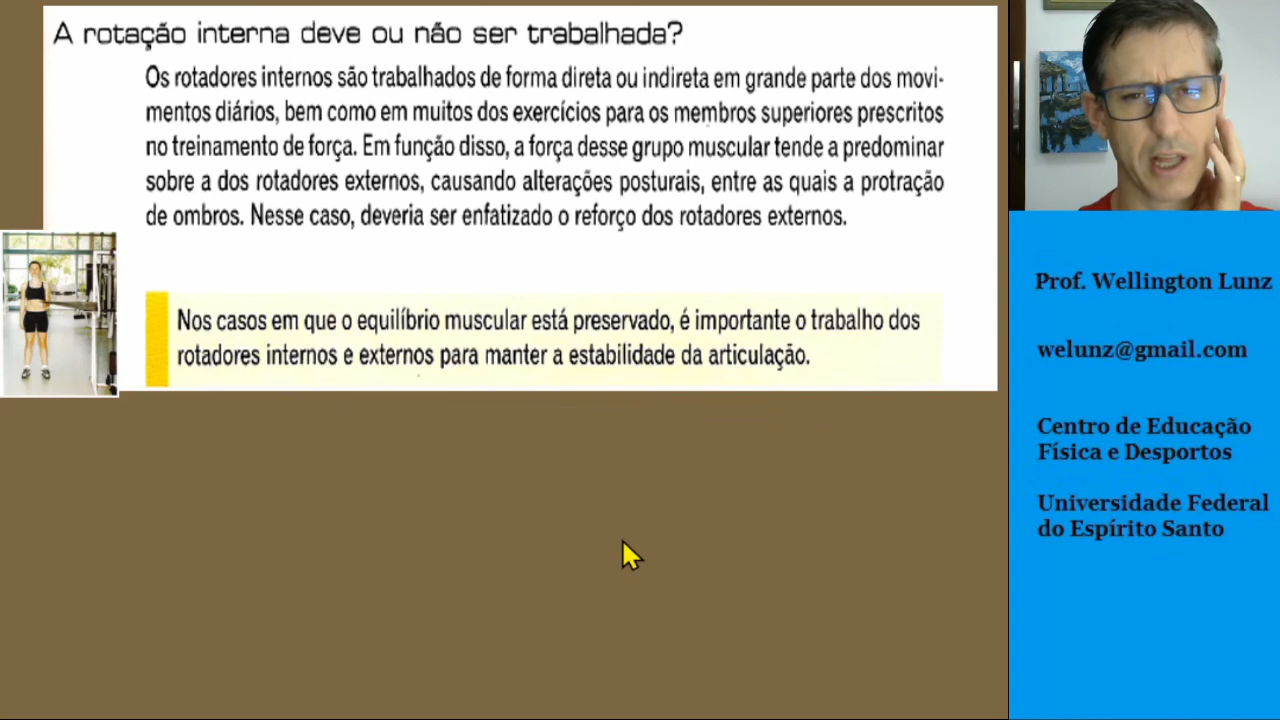 A rotação interna deve ou não ser trabalhada?
Os rotadores internos são trabalhados de forma direta ou indireta em grande parte dos movi-
mentos diários, bem como em muitos dos exercícios para os membros superiores prescritos
no treinamento de força. Em função disso, a força desse grupo muscular tende a predominar
sobre a dos rotadores externos, causando alterações posturais, entre as quais a protração
de ombros. Nesse caso, deveria ser enfatizado o reforço dos rotadores externos.
Nos casos em que o equilíbrio muscular está preservado, é importante o trabalho dos
rotadores internos e externos para manter a estabilidade da articulação.
Prof. Wellington Lunz
welunz@gmail.com
Centro de Educação
Física e Desportos
Universidade Federal
do Espírito Santo